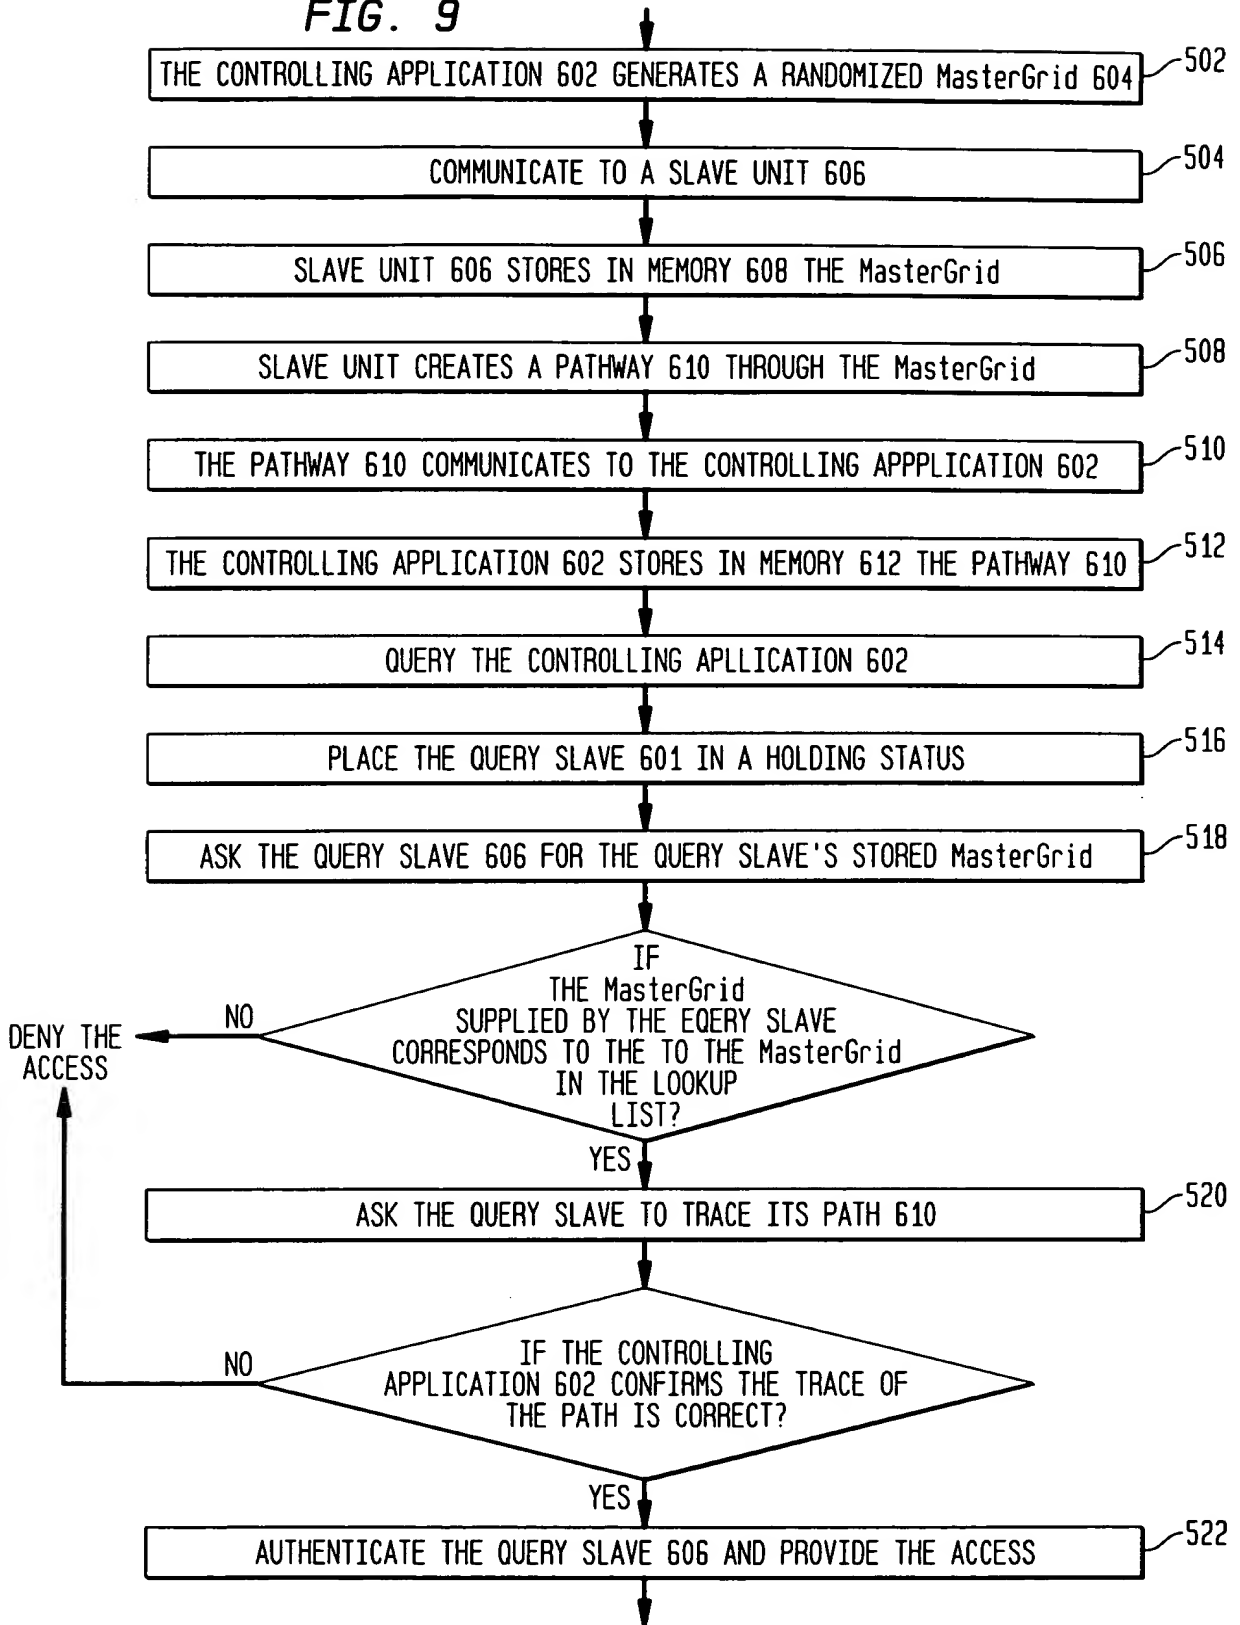 FIG. 9
THE CONTROLLING APPLICATION 602 GENERATES A RANDOMIZED MasterGrid 604
502
COMMUNICATE TO A SLAVE UNIT 606
504
SLAVE UNIT 606 STORES IN MEMORY 608 THE MasterGrid
506
SLAVE UNIT CREATES A PATHWAY 610 THROUGH THE MasterGrid
508
THE PATHWAY 610 COMMUNICATES TO THE CONTROLLING APPPLICATION 602
510
THE CONTROLLING APPLICATION 602 STORES IN MEMORY 612 THE PATHWAY 610
512
QUERY THE CONTROLLING APLLICATION 602
514
PLACE THE QUERY SLAVE 601 IN A HOLDING STATUS
516
ASK THE QUERY SLAVE 606 FOR THE QUERY SLAVE'S STORED MasterGrid
518
IF
THE MasterGrid
SUPPLIED BY THE EQERY SLAVE
CORRESPONDS TO THE TO THE MasterGrid
IN THE LOOKUP
LIST?
NO
DENY THE
ACCESS
YES
ASK THE QUERY SLAVE TO TRACE ITS PATH 610
520
IF THE CONTROLLING
APPLICATION 602 CONFIRMS THE TRACE OF
THE PATH IS CORRECT?
NO
YES
AUTHENTICATE THE QUERY SLAVE 606 AND PROVIDE THE ACCESS
522